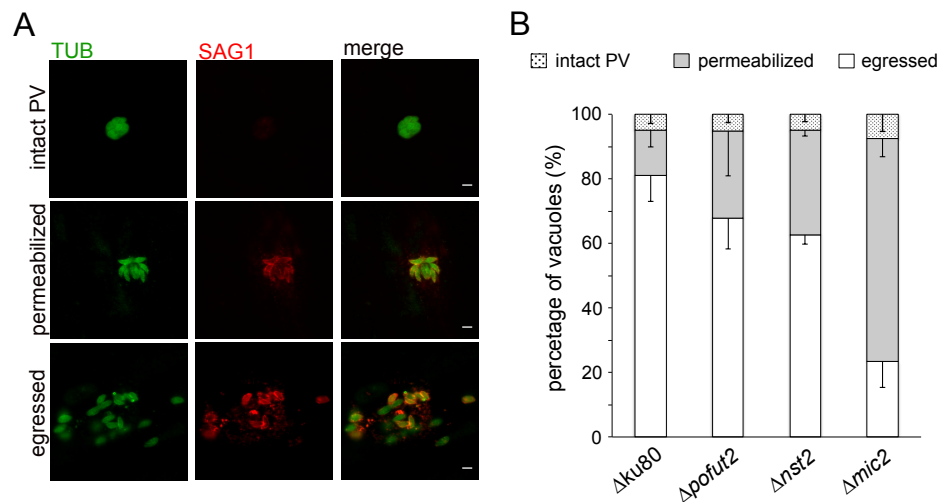 A
TUB SAG1 merge
intact PV
permeabilized
egressed
B
intact PV permeabilized egressed
percetage of vacuoles (%)
100
80
60
40
20
0
Δku80 Δpofut2 Δnst2 Δmic2